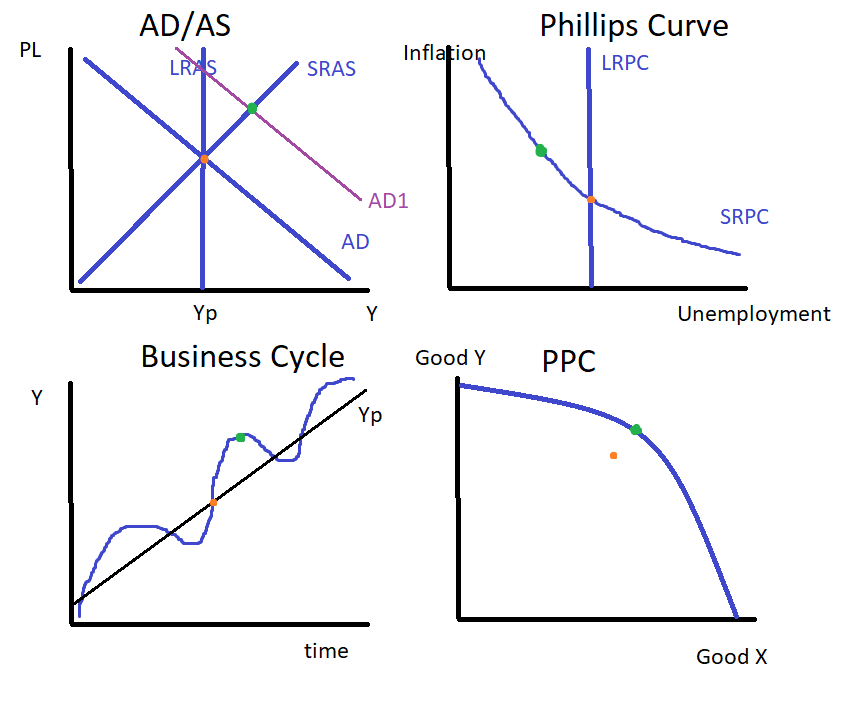 AD/AS
PL
LRAS
SRAS
AD1
AD
Yp
Y
Phillips Curve
Inflation
LRPC
SRPC
Unemployment
Business Cycle
Y
Yp
time
Good Y
PPC
Good X